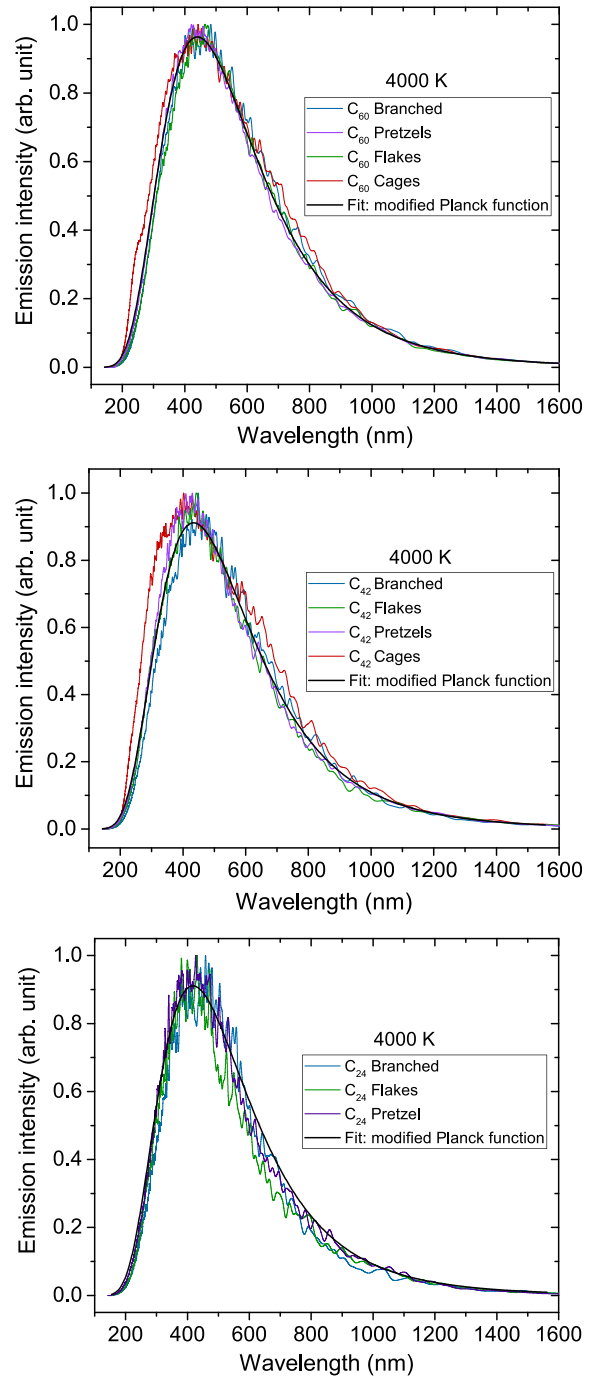 1.0
0.8
0.6
0.4
0.2
0.0
Emission intensity (arb. unit)
4000 K
C60 Branched
C60 Pretzels
C60 Flakes
C60 Cages
Fit: modified Planck function
200 400 600 800 1000 1200 1400 1600
Wavelength (nm)
1.0
0.8
0.6
0.4
0.2
0.0
Emission intensity (arb. unit)
4000 K
C42 Branched
C42 Flakes
C42 Pretzels
C42 Cages
Fit: modified Planck function
200 400 600 800 1000 1200 1400 1600
Wavelength (nm)
1.0
0.8
0.6
0.4
0.2
0.0
Emission intensity (arb. unit)
4000 K
C24 Branched
C24 Flakes
C24 Pretzel
Fit: modified Planck function
200 400 600 800 1000 1200 1400 1600
Wavelength (nm)